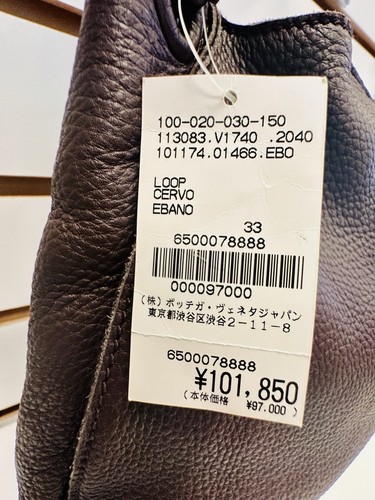 100-020-030-150
113083.V1740 .2040
101174.01466.EBO
LOOP
CERVO
EBANO
33
6500078888
000097000
(株)ボッテガ・ヴェネタジャパン
東京都渋谷区渋谷2-11-8
6500078888
¥101,850
(本体価格 ¥97.000 )